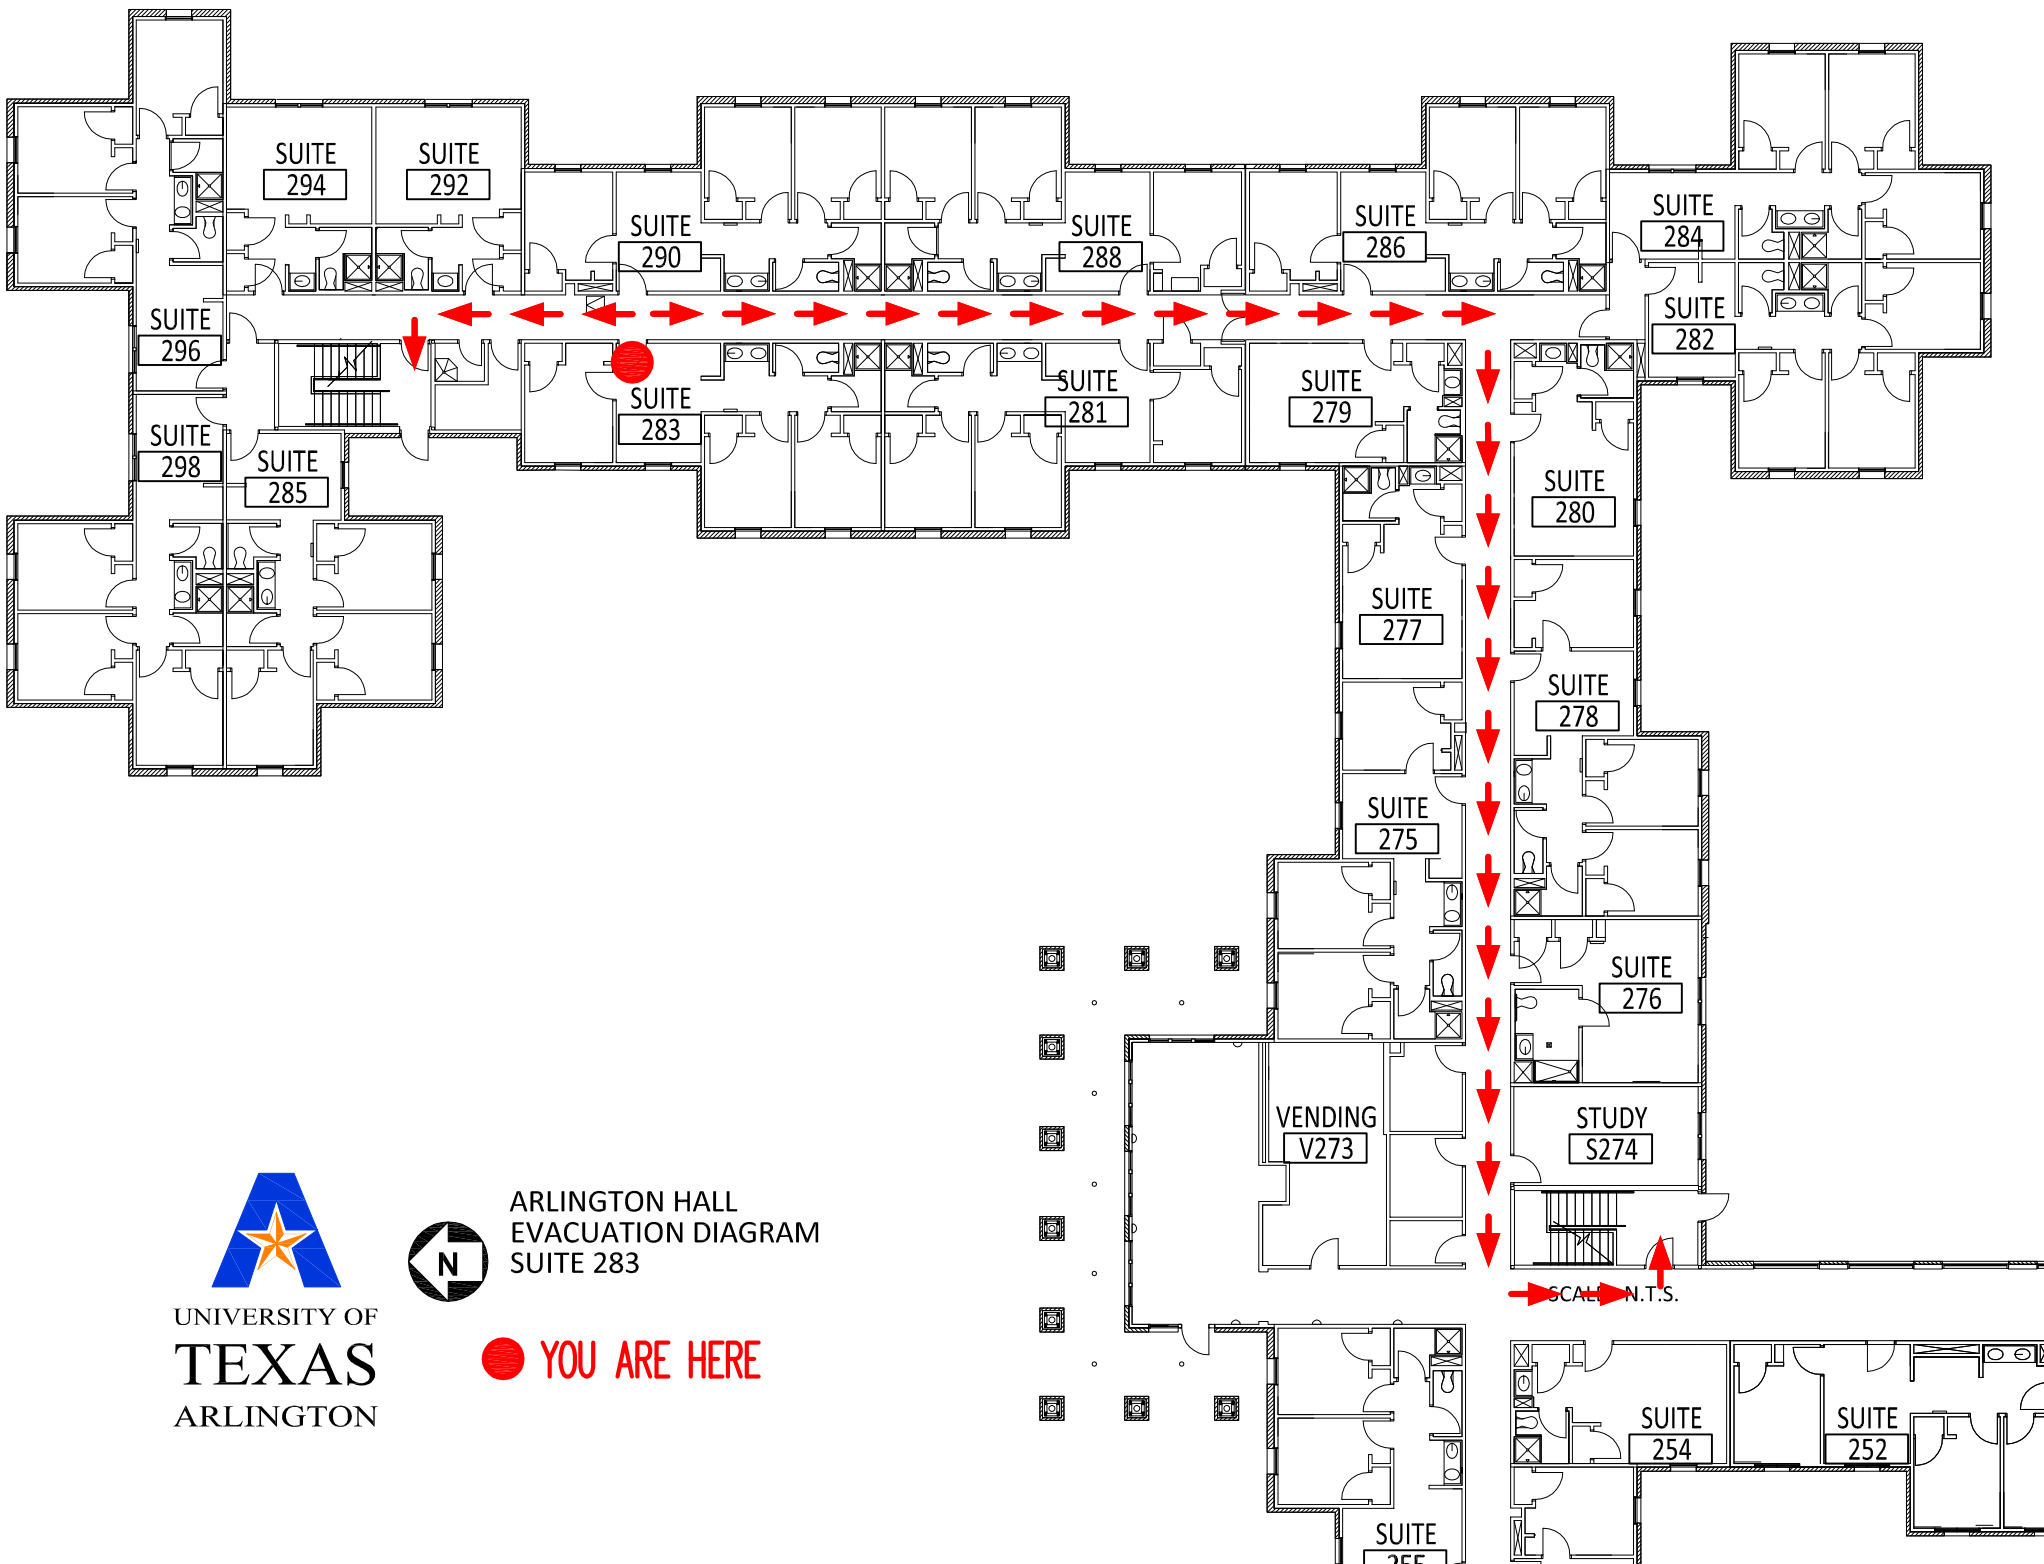 SUITE
294
SUITE
292
SUITE
290
SUITE
288
SUITE
286
SUITE
284
SUITE
296
SUITE
282
SUITE
283
SUITE
281
SUITE
279
SUITE
298
SUITE
285
SUITE
280
SUITE
277
SUITE
278
SUITE
275
SUITE
276
VENDING
V273
STUDY
S274
SCALE N.T.S.
SUITE
254
SUITE
252
SUITE
255
UNIVERSITY OF
TEXAS
ARLINGTON
N
ARLINGTON HALL
EVACUATION DIAGRAM
SUITE 283
YOU ARE HERE